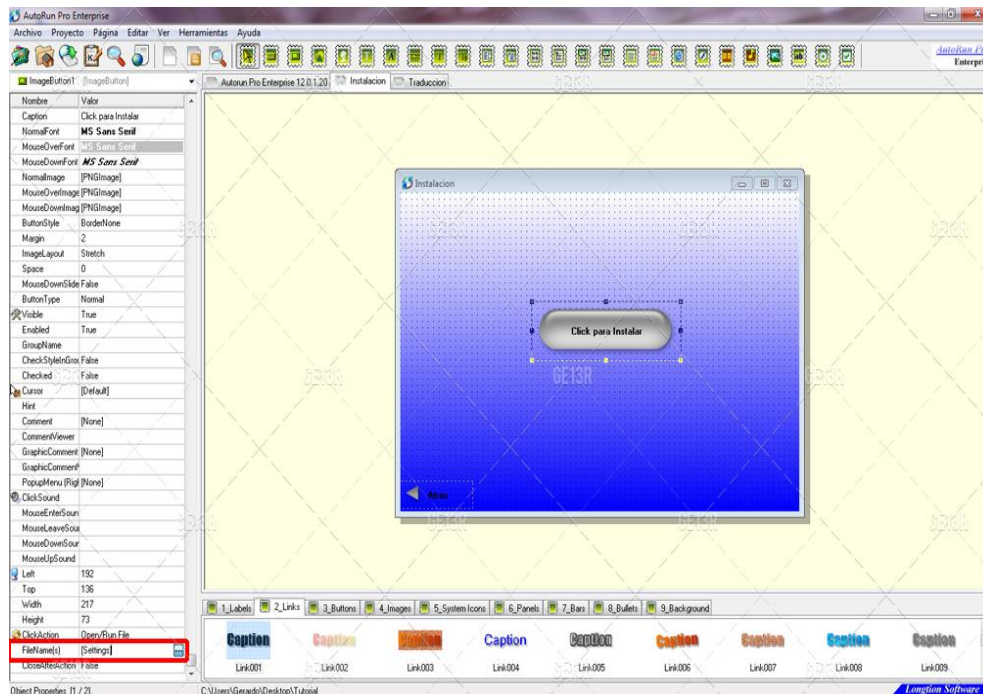 AutoRun Pro Enterprise
Archivo Proyecto Página Editar Ver Herramientas Ayuda
AutoRun Pro
Enterpri
ImageButton1: [ImageButton]
Autorun Pro Enterprise 12.0.1.20 Instalacion Traduccion
Nombre Valor
Caption Click para Instalar
NormalFont MS Sans Serif
MouseOverFont MS Sans Serif
MouseDownFont MS Sans Serif
NormalImage [PNGImage]
MouseOverImage [PNGImage]
MouseDownImag [PNGImage]
ButtonStyle BorderNone
Margin 2
ImageLayout Stretch
Space 0
MouseDownSlide False
ButtonType Normal
Visible True
Enabled True
GroupName
CheckStyleInGrou False
Checked False
Cursor [Default]
Hint
Comment [None]
CommentViewer
GraphicComment [None]
GraphicComment
PopupMenu (Righ [None]
ClickSound
MouseEnterSoun
MouseLeaveSou
MouseDownSour
MouseUpSound
Left 192
Top 136
Width 217
Height 73
ClickAction Open/Run File
FileName(s) [Settings]
CloseAfterAction False
Object Properties [1 / 2]
Instalacion
Click para Instalar
GE13R
Atras
1_Labels 2_Links 3_Buttons 4_Images 5_System Icons 6_Panels 7_Bars 8_Bullets 9_Background
Caption Caption Caption Caption Caption Caption Caption Caption Caption
Link001 Link002 Link003 Link004 Link005 Link006 Link007 Link008 Link009
C:\Users\Gerardo\Desktop\Tutorial
Longtion Software